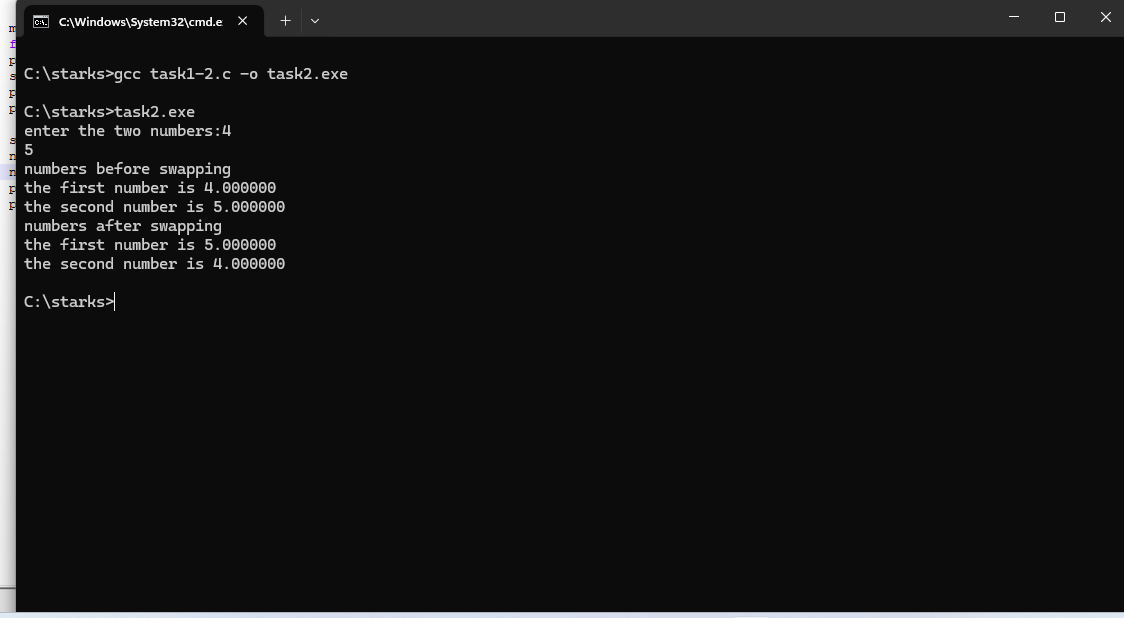 C:\Windows\System32\cmd.e
C:\starks>gcc task1-2.c -o task2.exe
C:\starks>task2.exe
enter the two numbers:4
5
numbers before swapping
the first number is 4.000000
the second number is 5.000000
numbers after swapping
the first number is 5.000000
the second number is 4.000000
C:\starks>